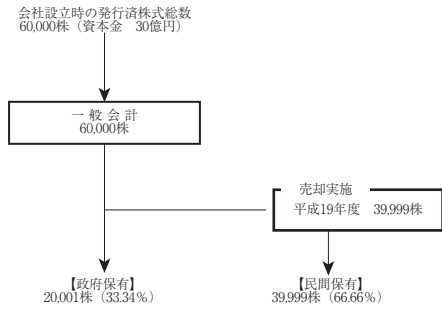 会社設立時の発行済株式総数
60,000株（資本金　30億円）
一 般 会 計
60,000株
売却実施
平成19年度　39,999株
【政府保有】
20,001株（33.34％）
【民間保有】
39,999株（66.66％）